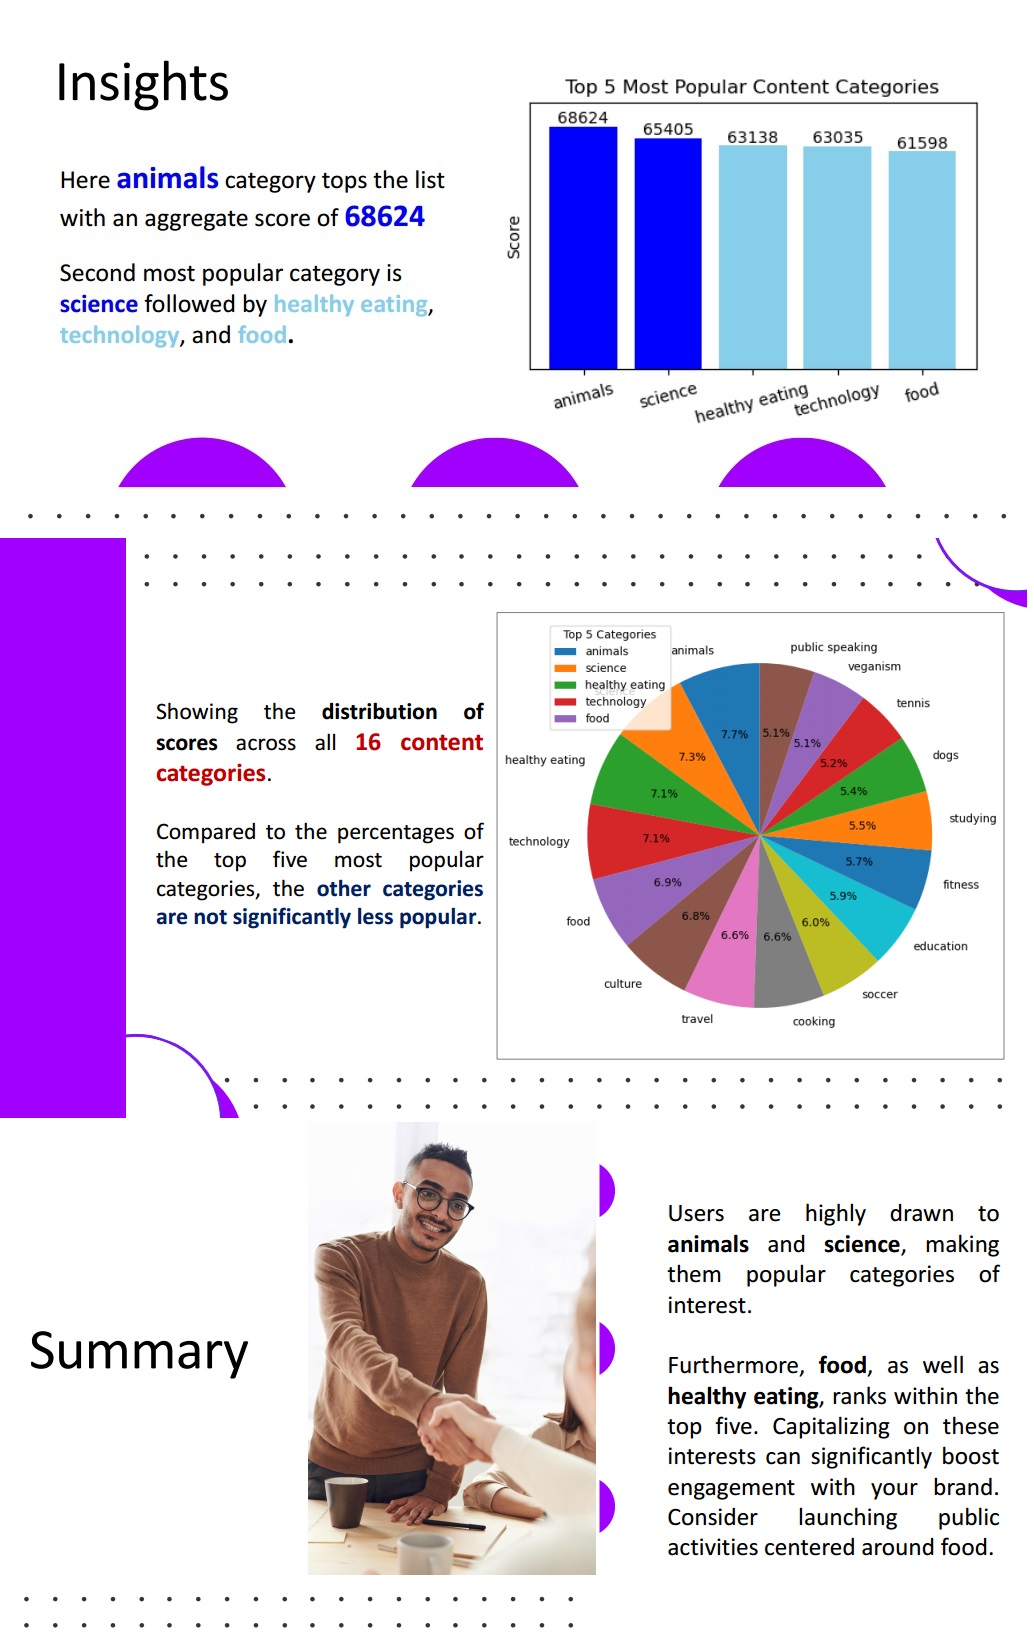 Insights
Here animals category tops the list
with an aggregate score of 68624
Second most popular category is
science followed by healthy eating,
technology, and food.
Top 5 Most Popular Content Categories
68624
65405
63138
63035
61598
Score
animals
science
healthy eating
technology
food
Showing the distribution of
scores across all 16 content
categories.
Compared to the percentages of
the top five most popular
categories, the other categories
are not significantly less popular.
Top 5 Categories
animals
science
healthy eating
technology
food
animals
science
healthy eating
technology
food
culture
travel
cooking
soccer
education
fitness
studying
dogs
tennis
veganism
public speaking
7.7%
7.3%
7.1%
7.1%
6.9%
6.8%
6.6%
6.6%
6.0%
5.9%
5.7%
5.5%
5.4%
5.2%
5.1%
5.1%
Summary
Users are highly drawn to
animals and science, making
them popular categories of
interest.
Furthermore, food, as well as
healthy eating, ranks within the
top five. Capitalizing on these
interests can significantly boost
engagement with your brand.
Consider launching public
activities centered around food.